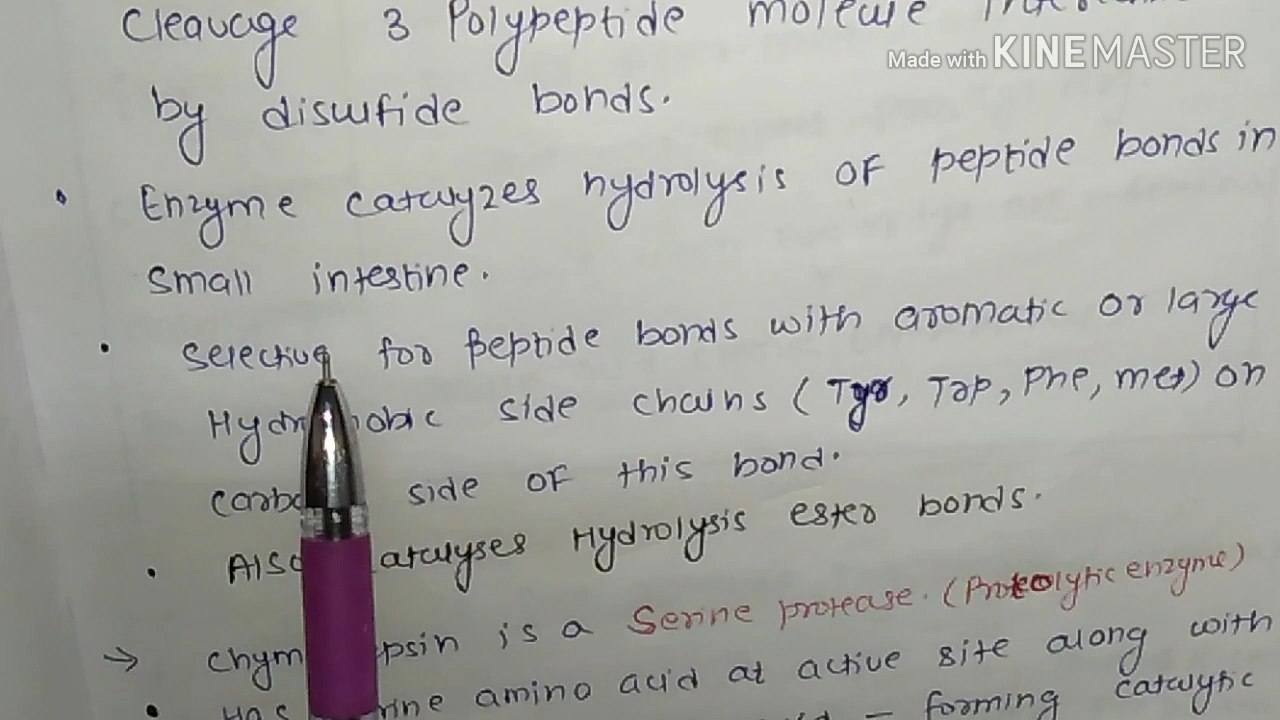 Cleavage 3 Polypeptide molecule
Made with KINEMASTER
by disulfide bonds.
• Enzyme catalyzes hydrolysis of peptide bonds in
small intestine.
• Selective for peptide bonds with aromatic or large
side chains (Tyr, Trp, Phe, met) on
side of this bond.
• Hydrolysis ester bonds.
→ is a Serine protease. (Proteolytic enzyme)
• amino acid at active site along with
– forming catalytic